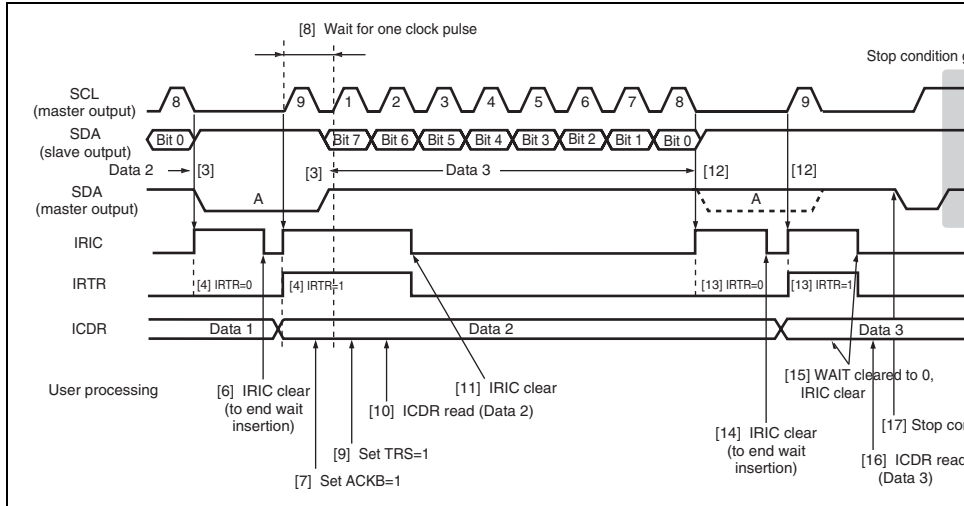 [8] Wait for one clock pulse
Stop condition g
SCL
(master output)
8 9 1 2 3 4 5 6 7 8 9
SDA
(slave output)
Bit 0 Bit 7 Bit 6 Bit 5 Bit 4 Bit 3 Bit 2 Bit 1 Bit 0
Data 2 [3] [3] Data 3 [12] [12]
SDA
(master output)
A A
IRIC
IRTR
[4] IRTR=0 [4] IRTR=1 [13] IRTR=0 [13] IRTR=1
ICDR
Data 1 Data 2 Data 3
User processing
[6] IRIC clear
(to end wait
insertion)
[11] IRIC clear
[10] ICDR read (Data 2)
[9] Set TRS=1
[7] Set ACKB=1
[15] WAIT cleared to 0,
IRIC clear
[14] IRIC clear
(to end wait
insertion)
[17] Stop con
[16] ICDR read
(Data 3)